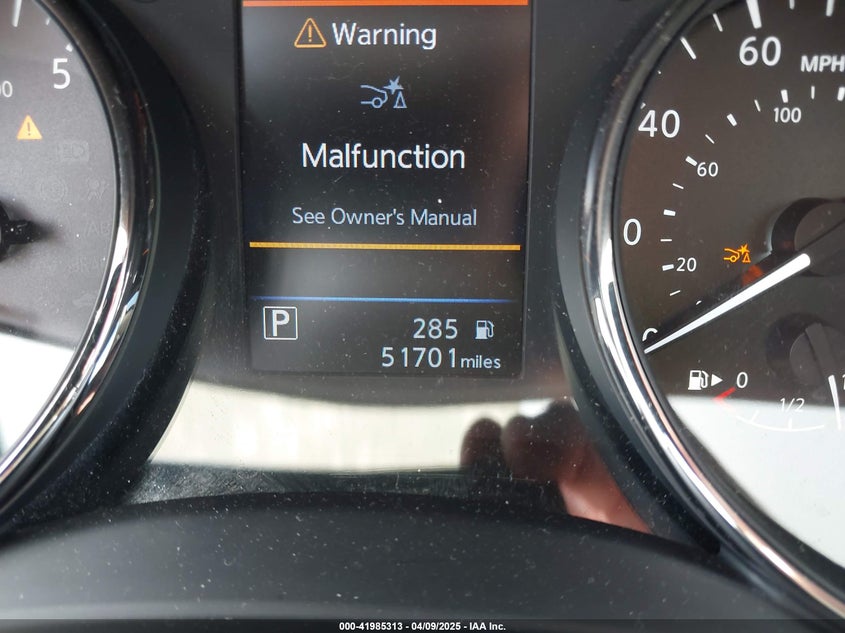 Warning
Malfunction
See Owner's Manual
P
285
51701 miles
5
60
MPH
40
100
60
0
20
0
1/2
1
000-41985313 - 04/09/2025 - IAA Inc.